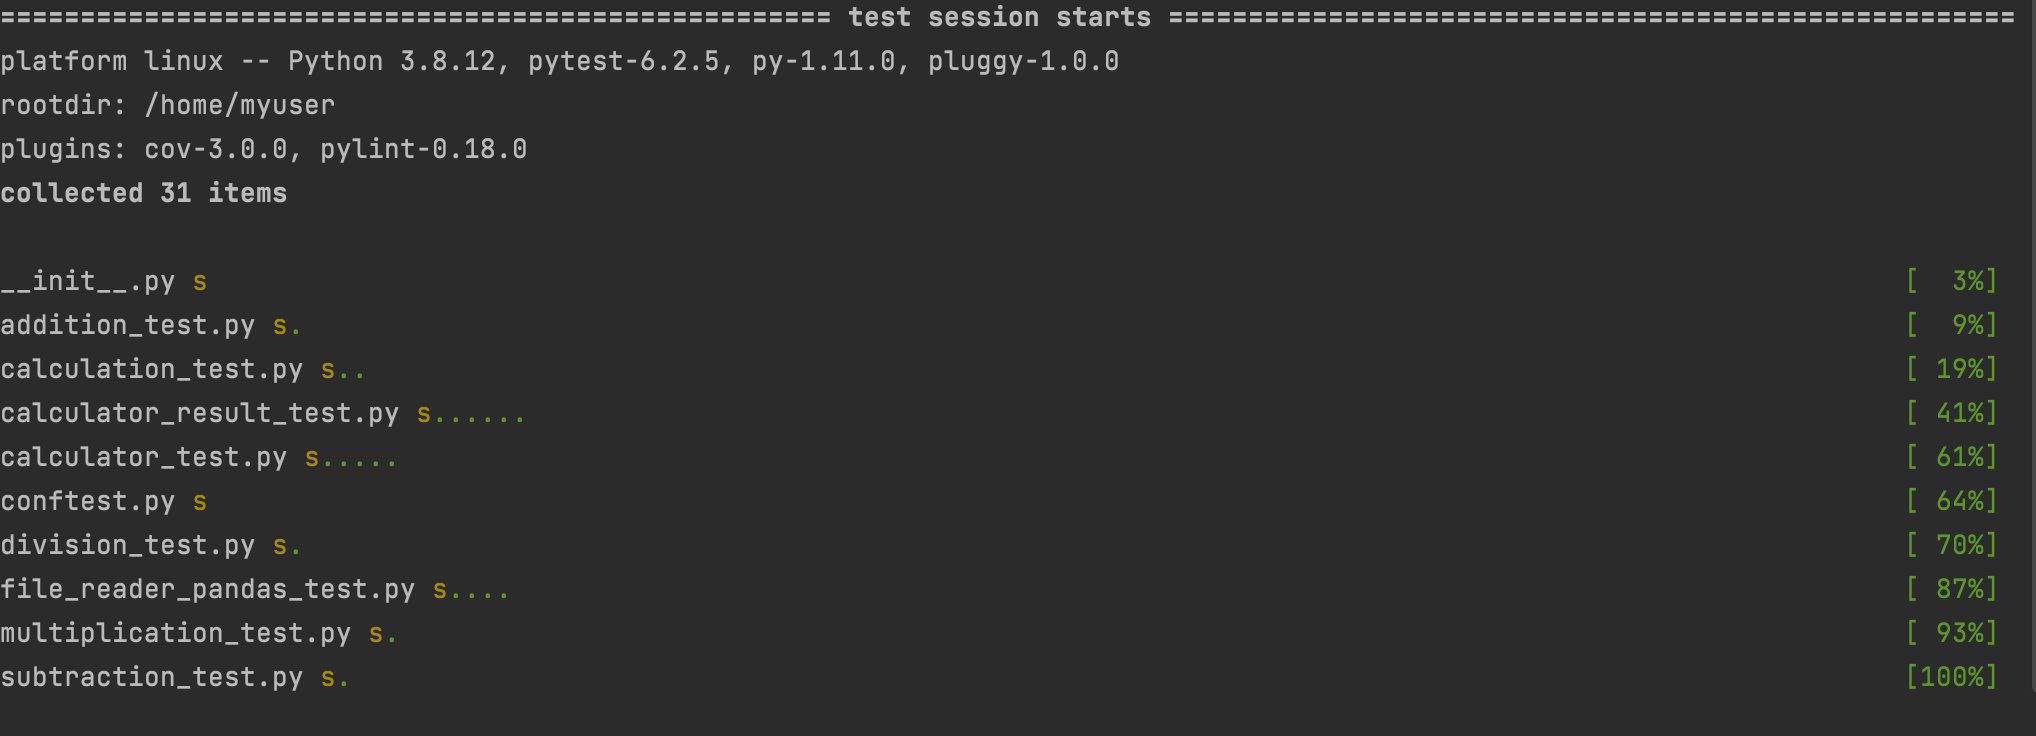 ==================================================== test session starts =====================================================
platform linux -- Python 3.8.12, pytest-6.2.5, py-1.11.0, pluggy-1.0.0
rootdir: /home/myuser
plugins: cov-3.0.0, pylint-0.18.0
collected 31 items
__init__.py s [  3%]
addition_test.py s. [  9%]
calculation_test.py s.. [ 19%]
calculator_result_test.py s...... [ 41%]
calculator_test.py s..... [ 61%]
conftest.py s [ 64%]
division_test.py s. [ 70%]
file_reader_pandas_test.py s.... [ 87%]
multiplication_test.py s. [ 93%]
subtraction_test.py s. [100%]